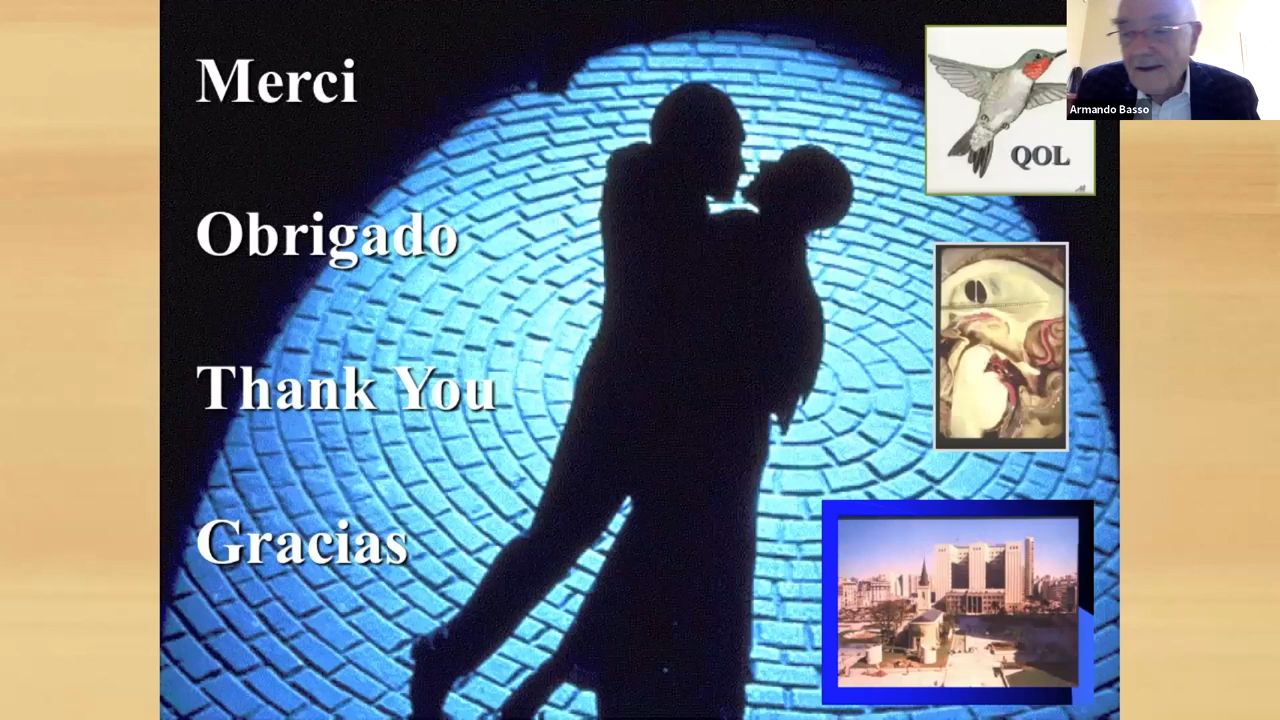 Merci
Obrigado
Thank You
Gracias
QOL
Armando Basso